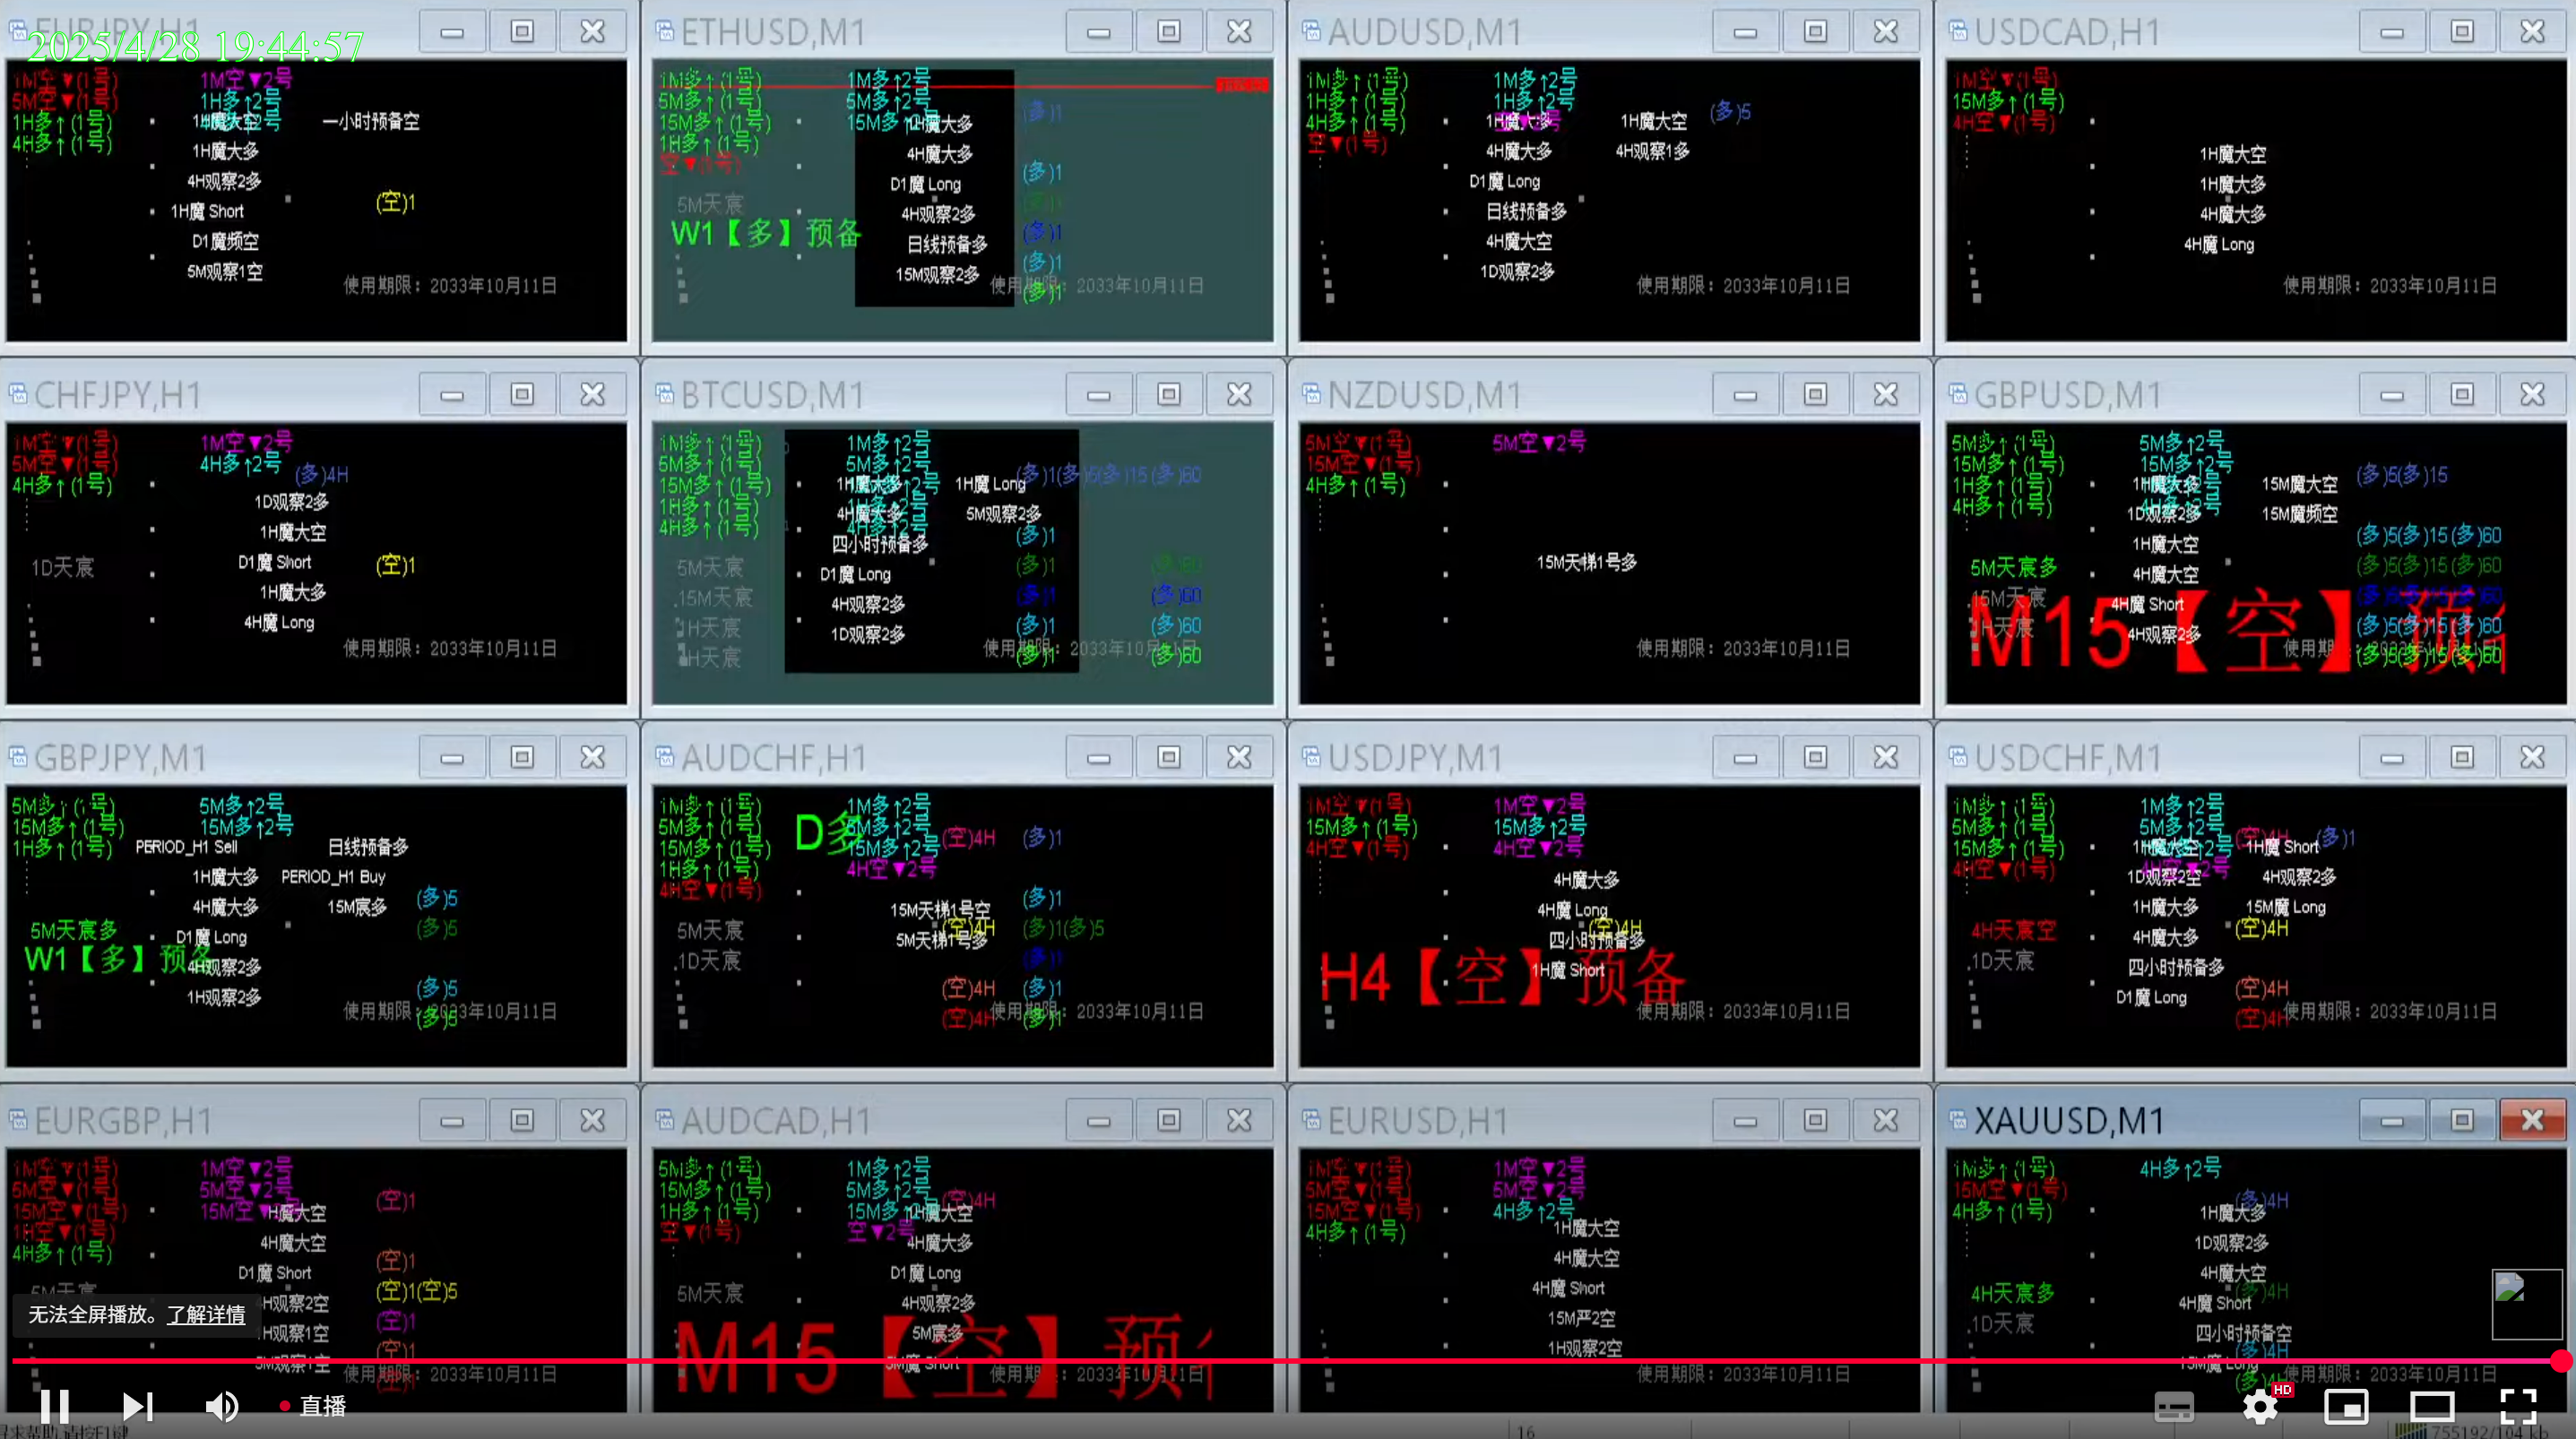 EURJPY,H1
2025/4/28 19:44:57
1M空▼(1号)
5M空▼(1号)
1H多↑(1号)
4H多↑(1号)
1M空▼2号
1H多↑2号
1H魔大空
一小时预备空
1H魔大多
4H观察2多
1H魔 Short
(空)1
D1魔频空
5M观察1空
使用期限：2033年10月11日
ETHUSD,M1
1M多↑(1号)
5M多↑(1号)
15M多↑(1号)
1H多↑(1号)
空▼(1号)
1M多↑2号
5M多↑2号
15M多↑2号
1H魔大多
(多)1
4H魔大多
D1魔 Long
(多)1
5M天宸
4H观察2多
W1【多】预备
(多)1
日线预备多
(多)1
15M观察2多
(多)1
使用期限：2033年10月11日
AUDUSD,M1
1M多↑(1号)
1H多↑(1号)
4H多↑(1号)
空▼(1号)
1M多↑2号
1H多↑2号
1H魔大多
1H魔大空
(多)5
4H魔大多
4H观察1多
D1魔 Long
日线预备多
4H魔大空
1D观察2多
使用期限：2033年10月11日
USDCAD,H1
1M空▼(1号)
15M多↑(1号)
4H空▼(1号)
1H魔大空
1H魔大多
4H魔大多
4H魔 Long
使用期限：2033年10月11日
CHFJPY,H1
1M空▼(1号)
5M空▼(1号)
4H多↑(1号)
1M空▼2号
4H多↑2号
(多)4H
1D观察2多
1H魔大空
D1魔 Short
(空)1
1D天宸
1H魔大多
4H魔 Long
使用期限：2033年10月11日
BTCUSD,M1
1M多↑(1号)
5M多↑(1号)
15M多↑(1号)
1H多↑(1号)
4H多↑(1号)
1M多↑2号
5M多↑2号
1H魔大多
1H魔 Long
(多)1(多)5(多)15(多)60
4H魔大多
5M观察2多
四小时预备多
(多)1
5M天宸
D1魔 Long
(多)1
(多)60
15M天宸
4H观察2多
(多)1
(多)60
1H天宸
1D观察2多
(多)1
(多)60
4H天宸
(多)1
(多)60
NZDUSD,M1
5M空▼(1号)
15M空▼(1号)
4H多↑(1号)
5M空▼2号
15M天梯1号多
使用期限：2033年10月11日
GBPUSD,M1
5M多↑(1号)
15M多↑(1号)
1H多↑(1号)
4H多↑(1号)
5M多↑2号
15M多↑2号
1H魔大多
15M魔大空
(多)5(多)15
1D观察2多
15M魔频空
1H魔大空
(多)5(多)15(多)60
5M天宸多
4H魔大空
(多)5(多)15(多)60
15M天宸
4H魔 Short
1H天宸
4H观察2多
(多)5(多)15(多)60
M15【空】预
(多)5(多)15(多)60
GBPJPY,M1
5M多↑(1号)
15M多↑(1号)
1H多↑(1号)
5M多↑2号
15M多↑2号
PERIOD_H1 Sell
日线预备多
1H魔大多
PERIOD_H1 Buy
(多)5
4H魔大多
15M宸多
5M天宸多
D1魔 Long
(多)5
W1【多】预备
4H观察2多
(多)5
1H观察2多
(多)5
使用期限：2033年10月11日
AUDCHF,H1
1M多↑(1号)
5M多↑(1号)
15M多↑(1号)
1H多↑(1号)
4H空▼(1号)
D多
1M多↑2号
5M多↑2号
15M多↑2号
4H空▼2号
(空)4H
(多)1
(多)1
15M天梯1号空
(空)4H
(多)1(多)5
5M天宸
5M天梯1号多
1D天宸
(多)1
(空)4H
(多)1
(空)4H
(多)1
使用期限：2033年10月11日
USDJPY,M1
1M空▼(1号)
15M多↑(1号)
4H空▼(1号)
1M空▼2号
15M多↑2号
4H空▼2号
4H魔大多
4H魔 Long
(空)4H
四小时预备多
H4【空】预备
1H魔 Short
使用期限：2033年10月11日
USDCHF,M1
1M多↑(1号)
5M多↑(1号)
15M多↑(1号)
4H空▼(1号)
1M多↑2号
5M多↑2号
(空)4H
(多)1
1H魔大空
1H魔 Short
4H空▼2号
1D观察2空
4H观察2多
1H魔大多
15M魔 Long
4H天宸空
4H魔大多
(空)4H
1D天宸
四小时预备多
D1魔 Long
(空)4H
(空)4H
使用期限：2033年10月11日
EURGBP,H1
1M空▼(1号)
5M空▼(1号)
15M空▼(1号)
1H空▼(1号)
4H多↑(1号)
1M空▼2号
5M空▼2号
15M空▼
(空)1
魔大空
4H魔大空
(空)1
D1魔 Short
(空)1(空)5
5M天宸
4H观察2空
(空)1
1H观察1空
(空)1
5M观察1空
使用期限：2033年10月11日
AUDCAD,H1
5M多↑(1号)
15M多↑(1号)
1H多↑(1号)
空▼(1号)
1M多↑2号
5M多↑2号
15M多↑2号
空▼2号
(空)4H
1H魔大空
4H魔大多
D1魔 Long
5M天宸
4H观察2多
5M宸多
M15【空】预
5M魔 Short
使用期限：2033年10月11日
EURUSD,H1
1M空▼(1号)
5M空▼(1号)
15M空▼(1号)
4H多↑(1号)
1M空▼2号
5M空▼2号
4H多↑2号
1H魔大空
4H魔大空
4H魔 Short
15M严2空
1H观察2空
使用期限：2033年10月11日
XAUUSD,M1
1M多↑(1号)
15M空▼(1号)
4H多↑(1号)
4H多↑2号
(多)4H
1H魔大多
1D观察2多
4H魔大空
4H天宸多
(多)4H
4H魔 Short
1D天宸
四小时预备空
(多)4H
15M魔 Long
(多)4H
使用期限：2033年10月11日
无法全屏播放。了解详情
直播
HD
寻求帮助,请按F1键
16
755192/104 kb